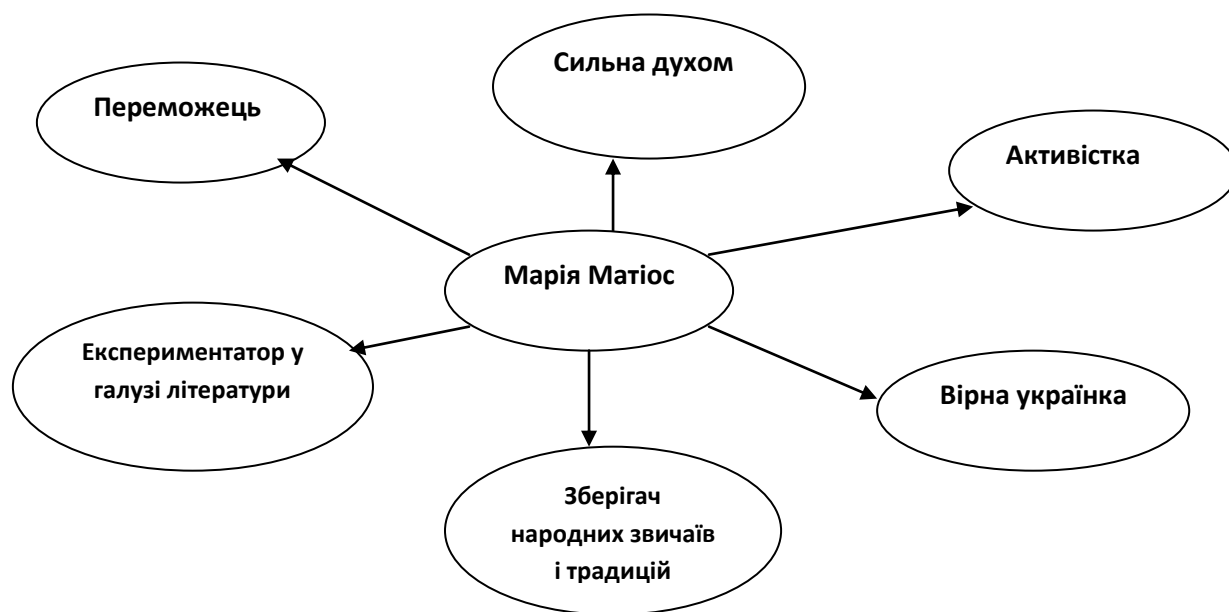 Сильна духом
Переможець
Активістка
Марія Матіос
Експериментатор у
галузі літератури
Вірна українка
Зберігач
народних звичаїв
і традицій